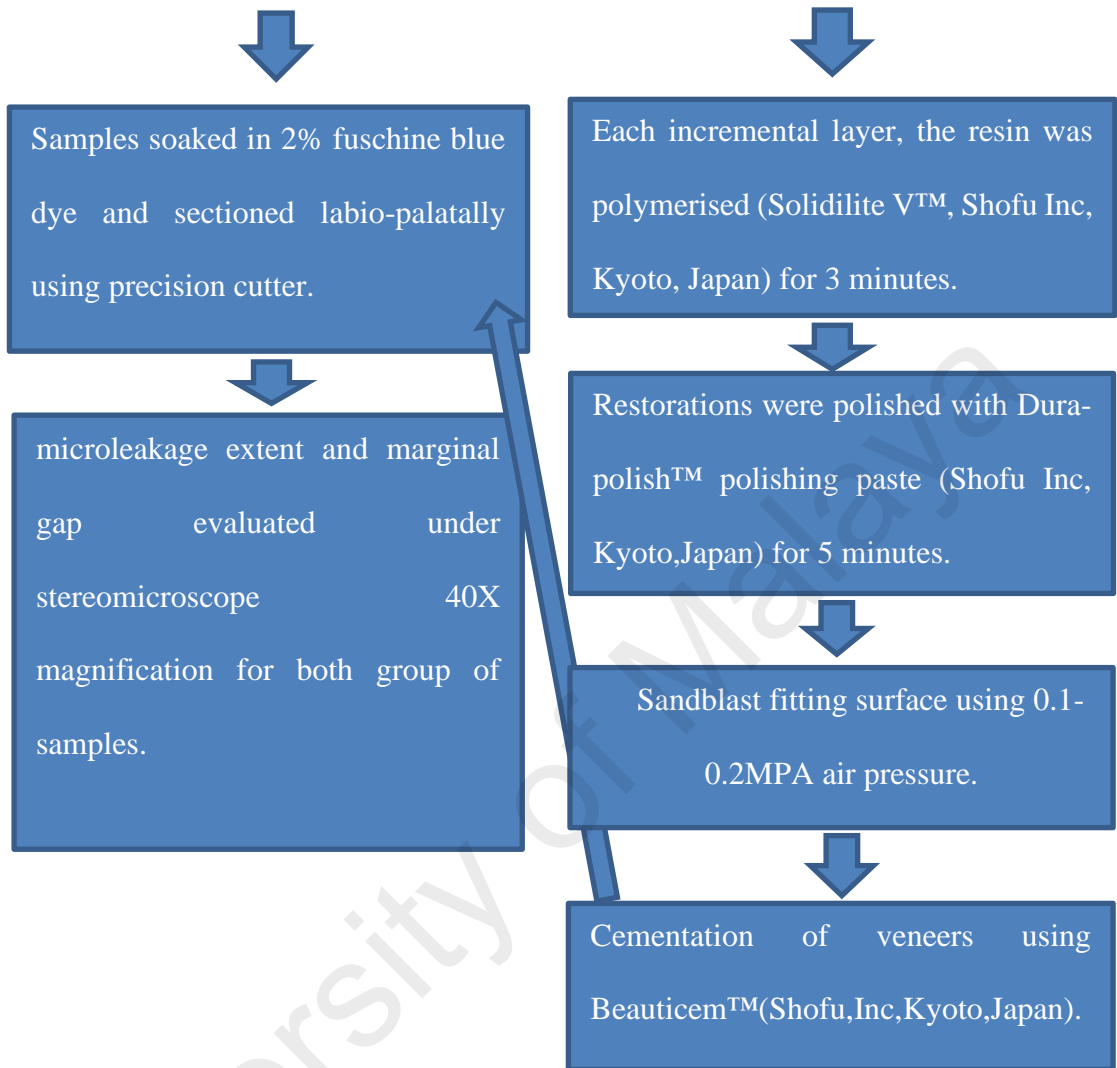 Samples soaked in 2% fuschine blue
dye and sectioned labio-palatally
using precision cutter.
microleakage extent and marginal
gap evaluated under
stereomicroscope 40X
magnification for both group of
samples.
Each incremental layer, the resin was
polymerised (Solidilite V™, Shofu Inc,
Kyoto, Japan) for 3 minutes.
Restorations were polished with Dura-
polish™ polishing paste (Shofu Inc,
Kyoto,Japan) for 5 minutes.
Sandblast fitting surface using 0.1-
0.2MPA air pressure.
Cementation of veneers using
Beauticem™(Shofu,Inc,Kyoto,Japan).
ersity of Malaya